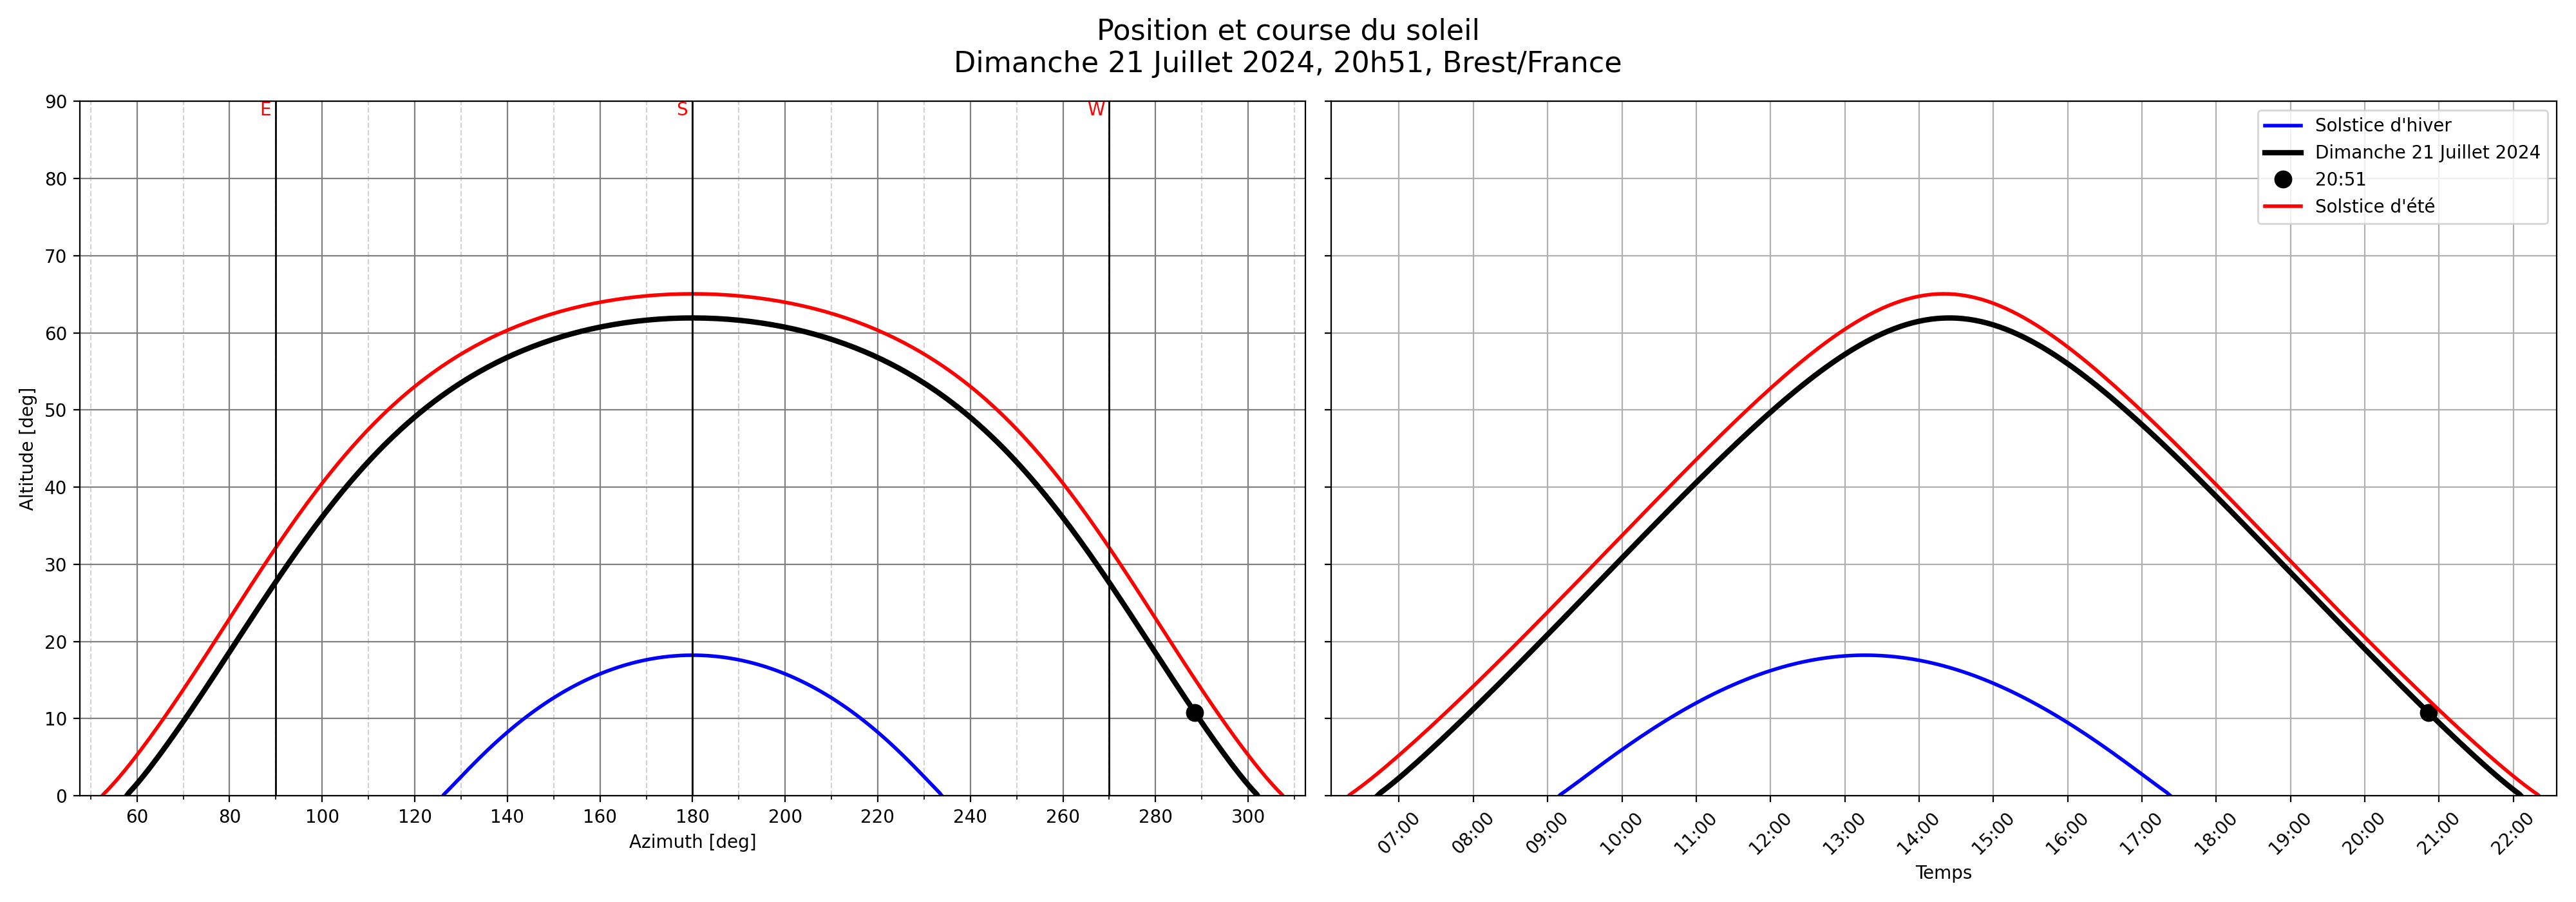 Position et course du soleil
Dimanche 21 Juillet 2024, 20h51, Brest/France
E
S
W
90
80
70
60
50
40
30
20
10
0
Altitude [deg]
60 80 100 120 140 160 180 200 220 240 260 280 300
Azimuth [deg]
Solstice d'hiver
Dimanche 21 Juillet 2024
20:51
Solstice d'été
07:00 08:00 09:00 10:00 11:00 12:00 13:00 14:00 15:00 16:00 17:00 18:00 19:00 20:00 21:00 22:00
Temps